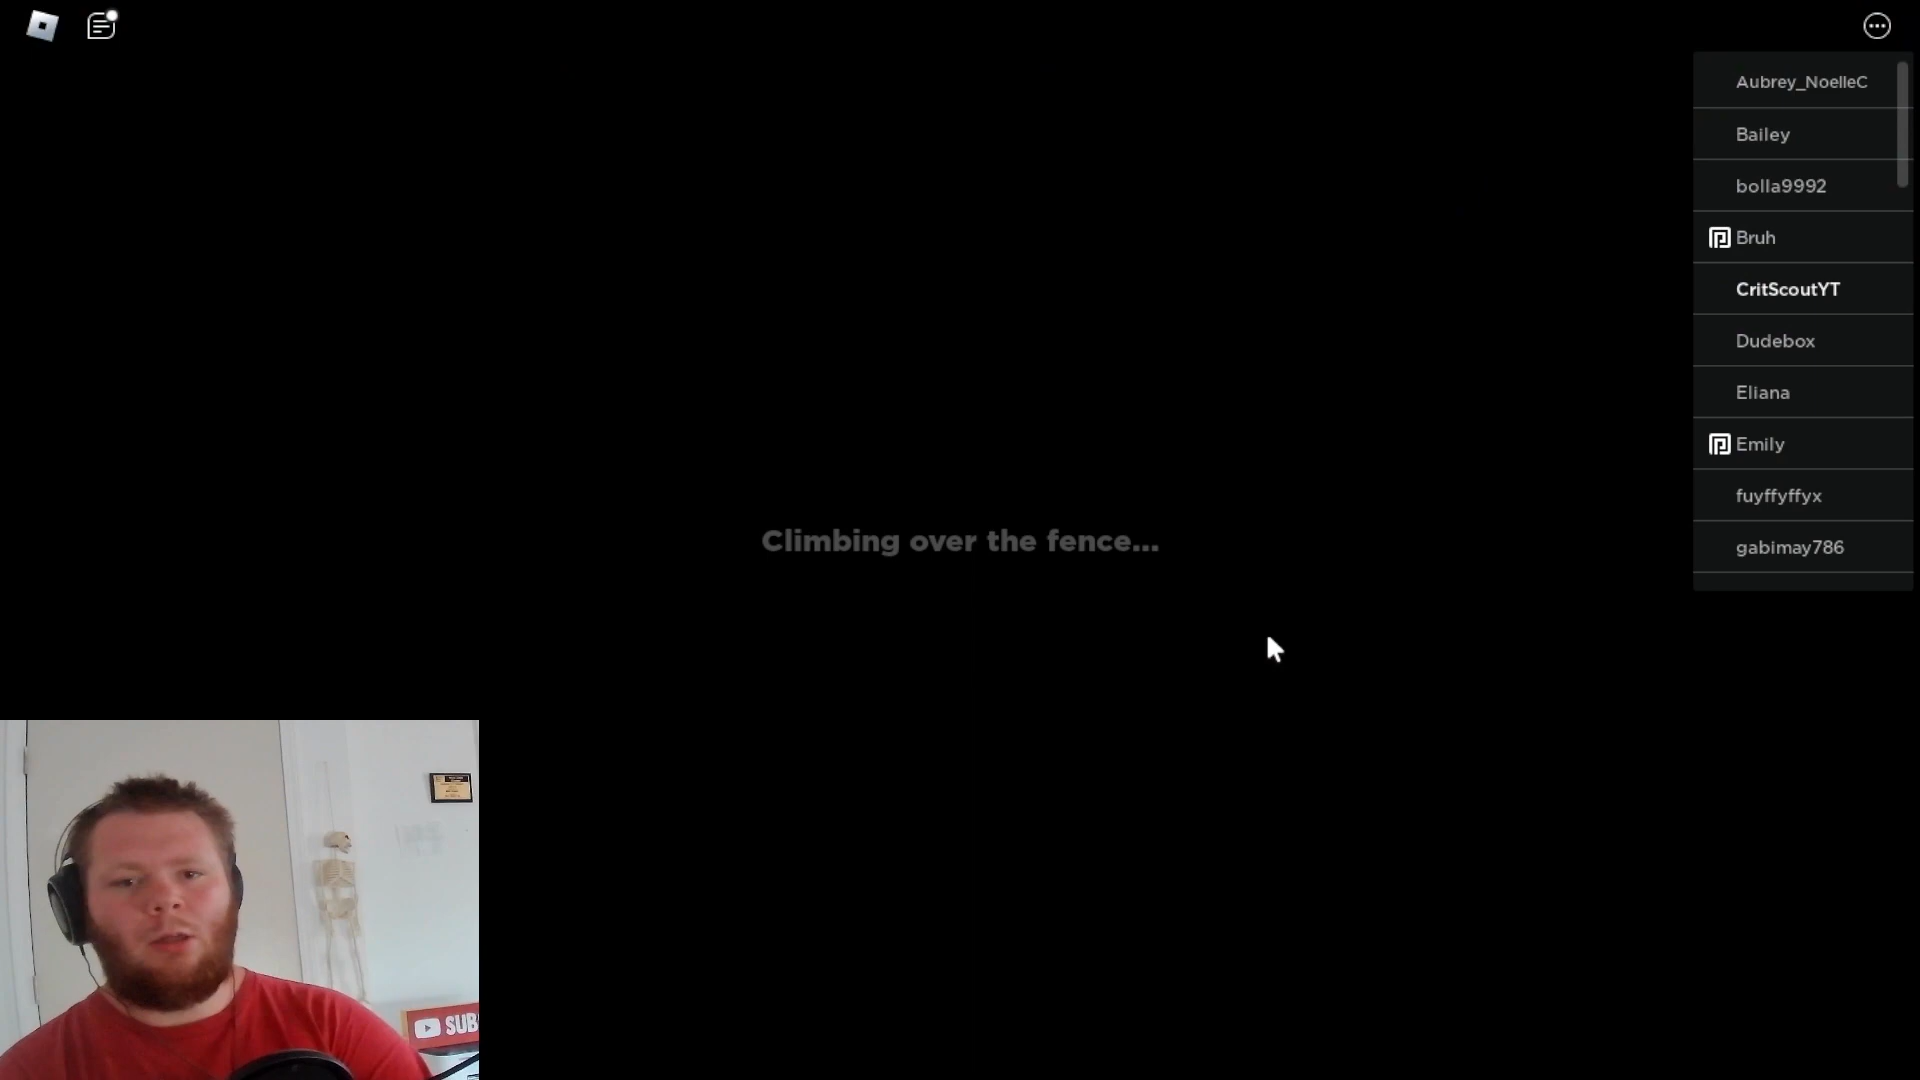 Aubrey_NoelleC
Bailey
bolla9992
Bruh
CritScoutYT
Dudebox
Eliana
Emily
fuyffyffyx
gabimay786
Climbing over the fence...
SUB